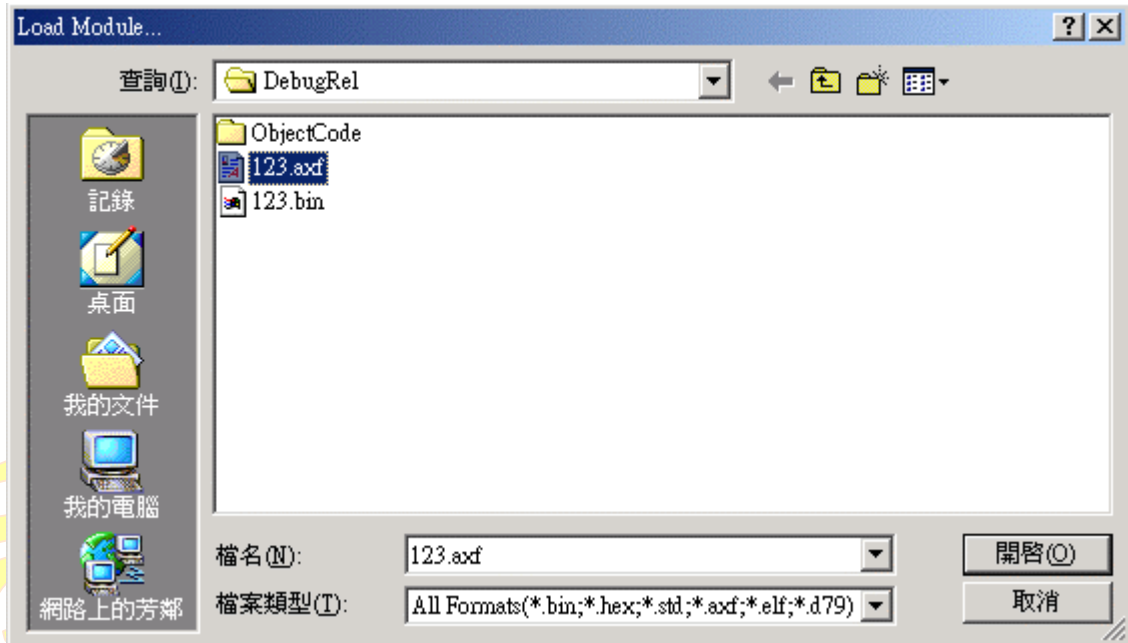 Load Module...
查詢(I): DebugRel
ObjectCode
123.axf
123.bin
記錄
桌面
我的文件
我的電腦
網路上的芳鄰
檔名(N): 123.axf 開啓(O)
檔案類型(T): All Formats(*.bin;*.hex;*.std;*.axf;*.elf;*.d79) 取消